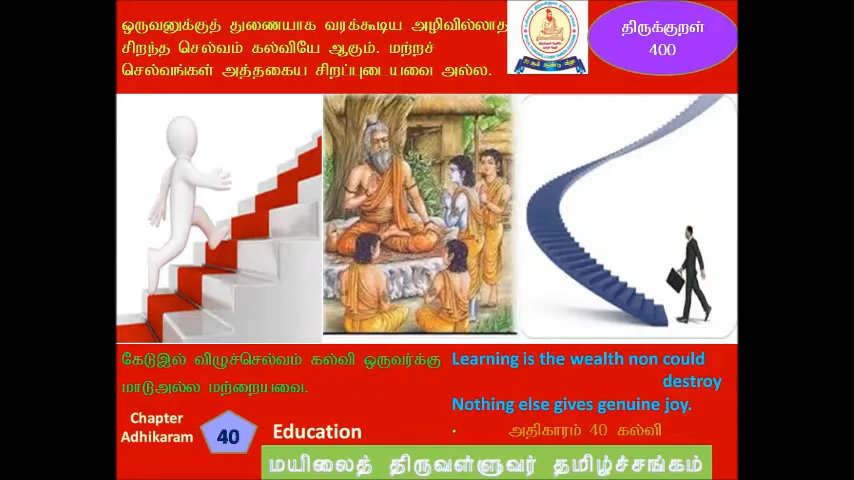 ஒருவனுக்குத் துணையாக வரக்கூடிய அழிவில்லாத
சிறந்த செல்வம் கல்வியே ஆகும். மற்றச்
செல்வங்கள் அத்தகைய சிறப்புடையவை அல்ல.
திருக்குறள்
400
கேடுஇல் விழுச்செல்வம் கல்வி ஒருவர்க்கு
மாடுஅல்ல மற்றையவை.
Learning is the wealth non could
destroy
Nothing else gives genuine joy.
Chapter
Adhikaram
40
Education
• அதிகாரம் 40 கல்வி
மயிலைத் திருவள்ளுவர் தமிழ்ச்சங்கம்